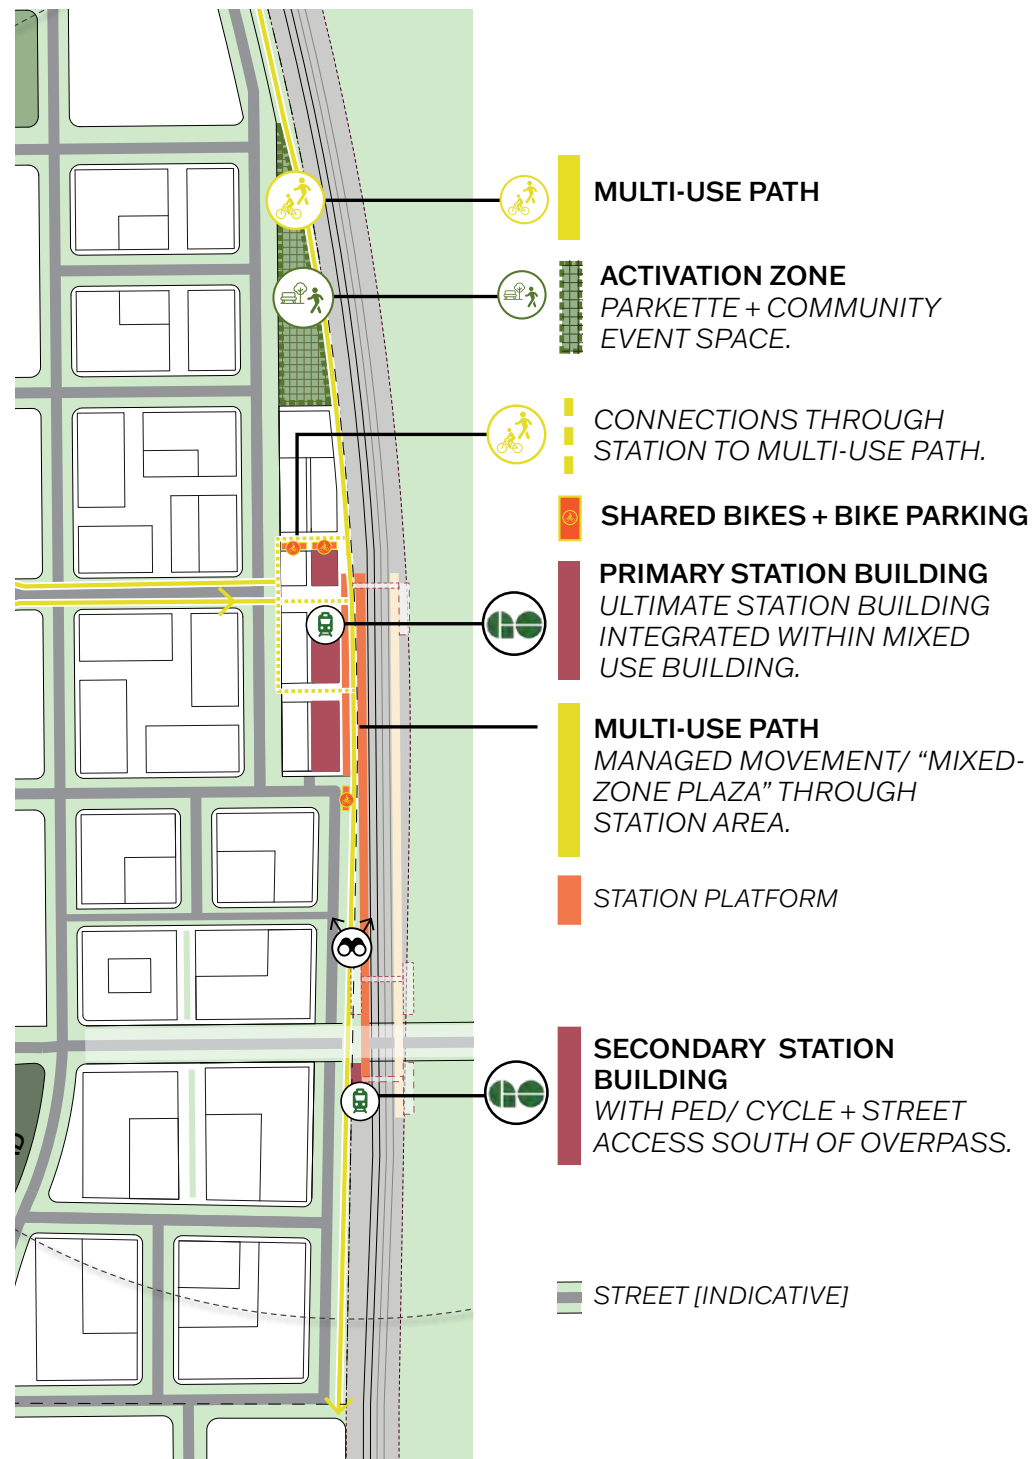 MULTI-USE PATH
ACTIVATION ZONE
PARKETTE + COMMUNITY
EVENT SPACE.
CONNECTIONS THROUGH
STATION TO MULTI-USE PATH.
SHARED BIKES + BIKE PARKING
PRIMARY STATION BUILDING
ULTIMATE STATION BUILDING
INTEGRATED WITHIN MIXED
USE BUILDING.
MULTI-USE PATH
MANAGED MOVEMENT/ “MIXED-
ZONE PLAZA” THROUGH
STATION AREA.
STATION PLATFORM
SECONDARY STATION
BUILDING
WITH PED/ CYCLE + STREET
ACCESS SOUTH OF OVERPASS.
STREET [INDICATIVE]